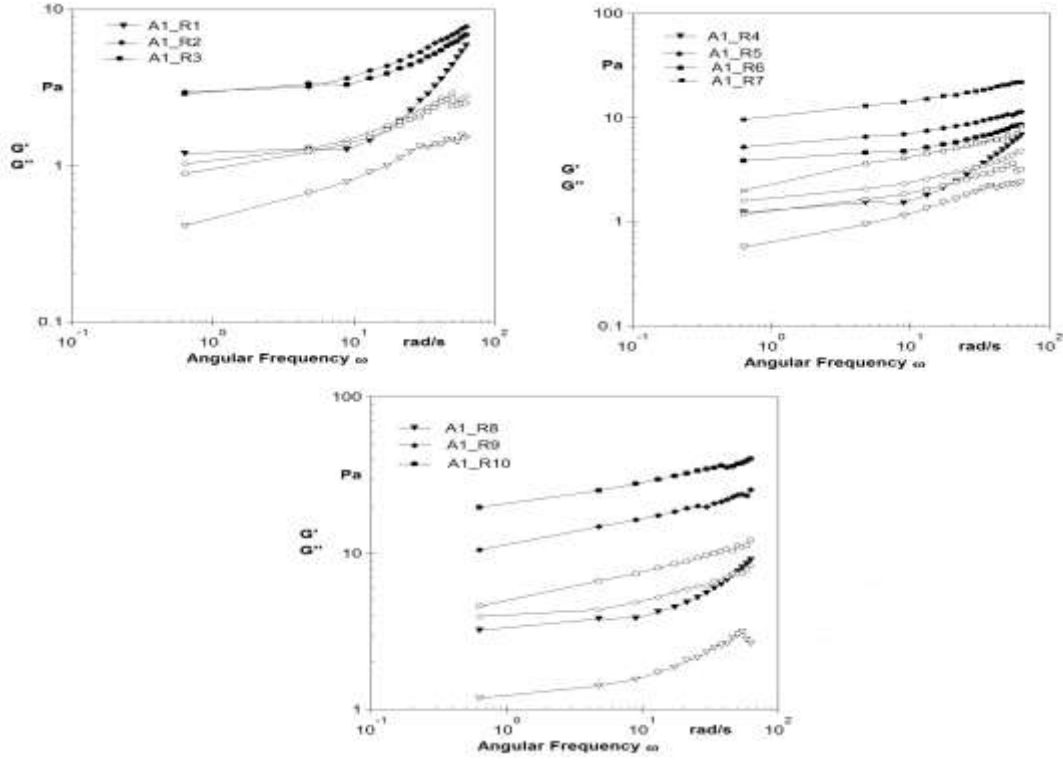 10
A1_R1
A1_R2
A1_R3
Pa
G'
G''
1
0.1
10⁻¹ 10⁰ 10¹ 10²
rad/s
Angular Frequency ω
100
A1_R4
A1_R5
A1_R6
A1_R7
Pa
10
G'
G''
1
0.1
10⁻¹ 10⁰ 10¹ 10²
rad/s
Angular Frequency ω
100
A1_R8
A1_R9
A1_R10
Pa
G'
G''
10
1
10⁻¹ 10⁰ 10¹ 10²
rad/s
Angular Frequency ω